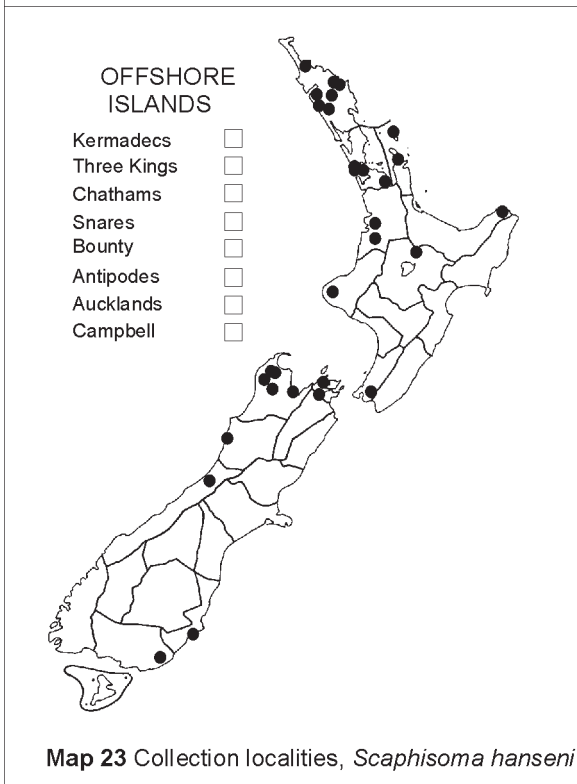 OFFSHORE
ISLANDS
Kermadecs
Three Kings
Chathams
Snares
Bounty
Antipodes
Aucklands
Campbell
Map 23 Collection localities, Scaphisoma hanseni